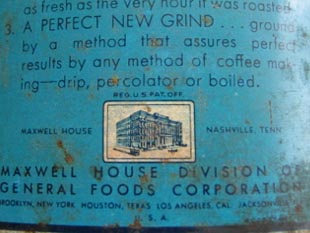 as fresh as the very hour it was roasted
3. A PERFECT NEW GRIND . . . ground
by a method that assures perfect
results by any method of coffee mak-
ing—drip, percolator or boiled.
REG. U.S. PAT. OFF.
MAXWELL HOUSE NASHVILLE, TENN
MAXWELL HOUSE DIVISION OF
GENERAL FOODS CORPORATION
BROOKLYN, NEW YORK HOUSTON, TEXAS LOS ANGELES, CAL. JACKSONVILLE
U. S. A.